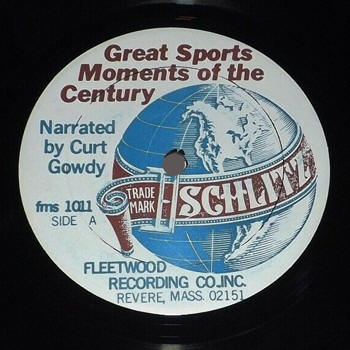 Great Sports
Moments of the
Century
Narrated
by Curt
Gowdy
fms 1011
SIDE A
TRADE
MARK
SCHLITZ
FLEETWOOD
RECORDING CO.,INC.
REVERE, MASS. 02151